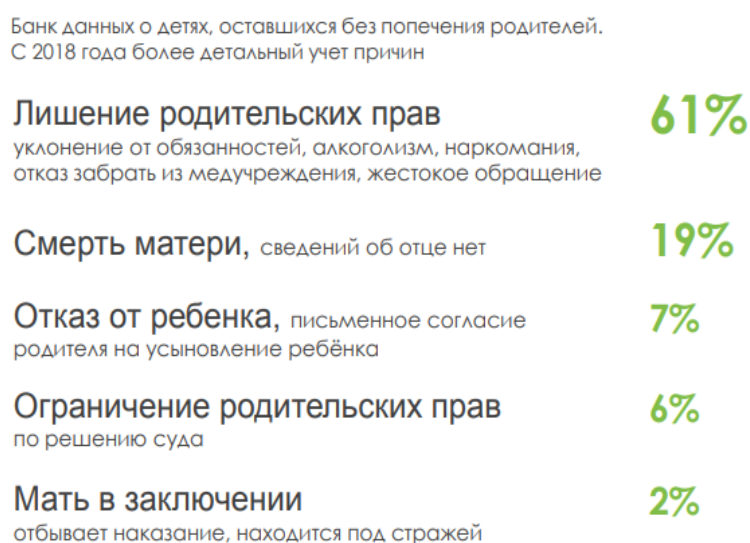 Банк данных о детях, оставшихся без попечения родителей.
С 2018 года более детальный учет причин
Лишение родительских прав 61%
уклонение от обязанностей, алкоголизм, наркомания,
отказ забрать из медучреждения, жестокое обращение
Смерть матери, сведений об отце нет 19%
Отказ от ребенка, письменное согласие 7%
родителя на усыновление ребёнка
Ограничение родительских прав 6%
по решению суда
Мать в заключении 2%
отбывает наказание, находится под стражей